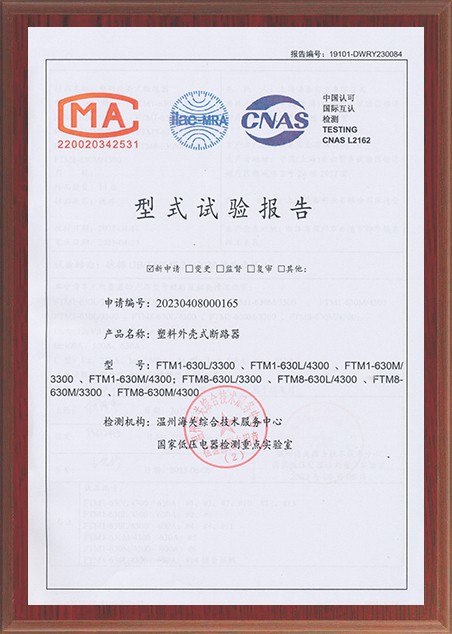 报告编号：19101-DWRY230084
MA
220020342531
ilac-MRA
CNAS
中国认可
国际互认
检测
TESTING
CNAS L2162
型式试验报告
☑新申请 □变更 □监督 □复审 □其他：
申请编号：20230408000165
产品名称：塑料外壳式断路器
型 号：FTM1-630L/3300 、FTM1-630L/4300 、FTM1-630M/
3300 、FTM1-630M/4300；FTM8-630L/3300 、FTM8-630L/4300 、FTM8-
630M/3300 、FTM8-630M/4300
检测机构：温州海关综合技术服务中心
国家低压电器检测重点实验室
（2）